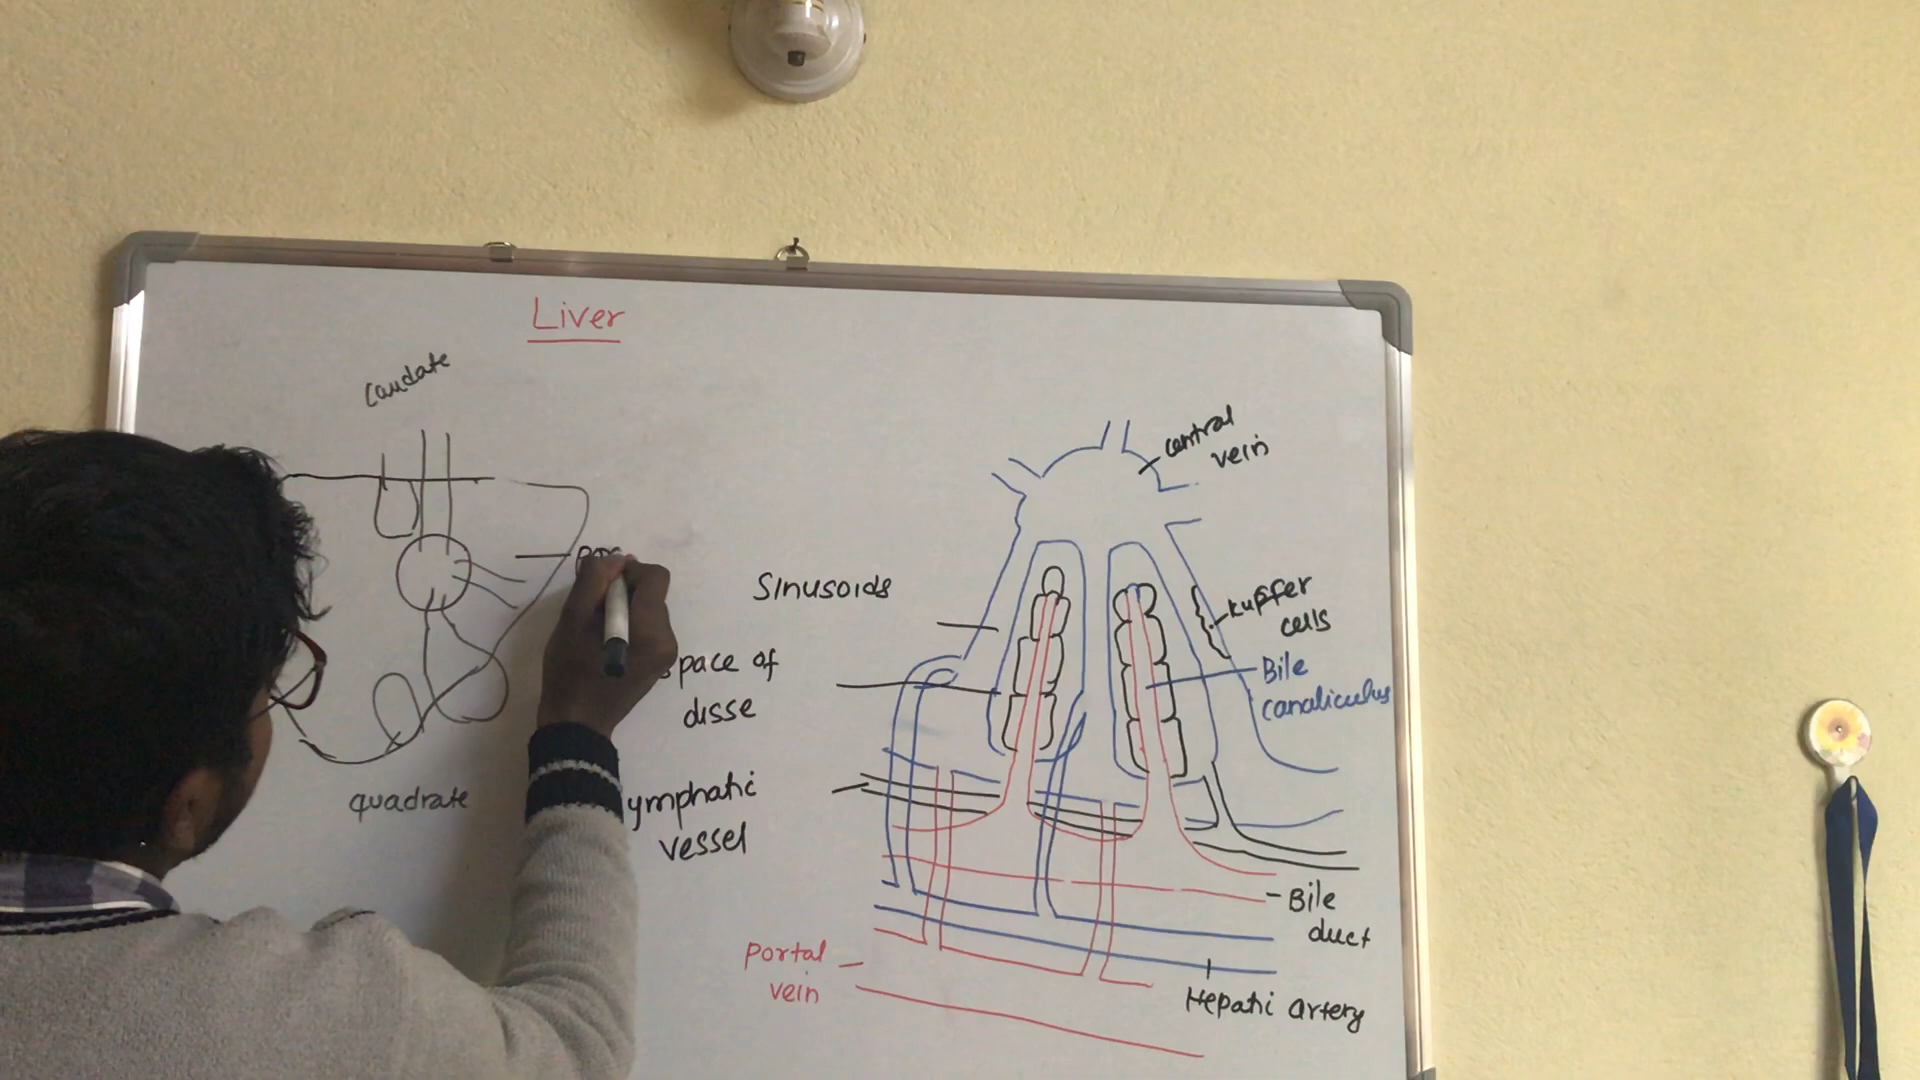 Liver
caudate
quadrate
Sinusoids
space of
disse
ymphatic
vessel
portal
vein
central
vein
kupffer
cells
Bile
canaliculus
Bile
duct
Hepatic artery